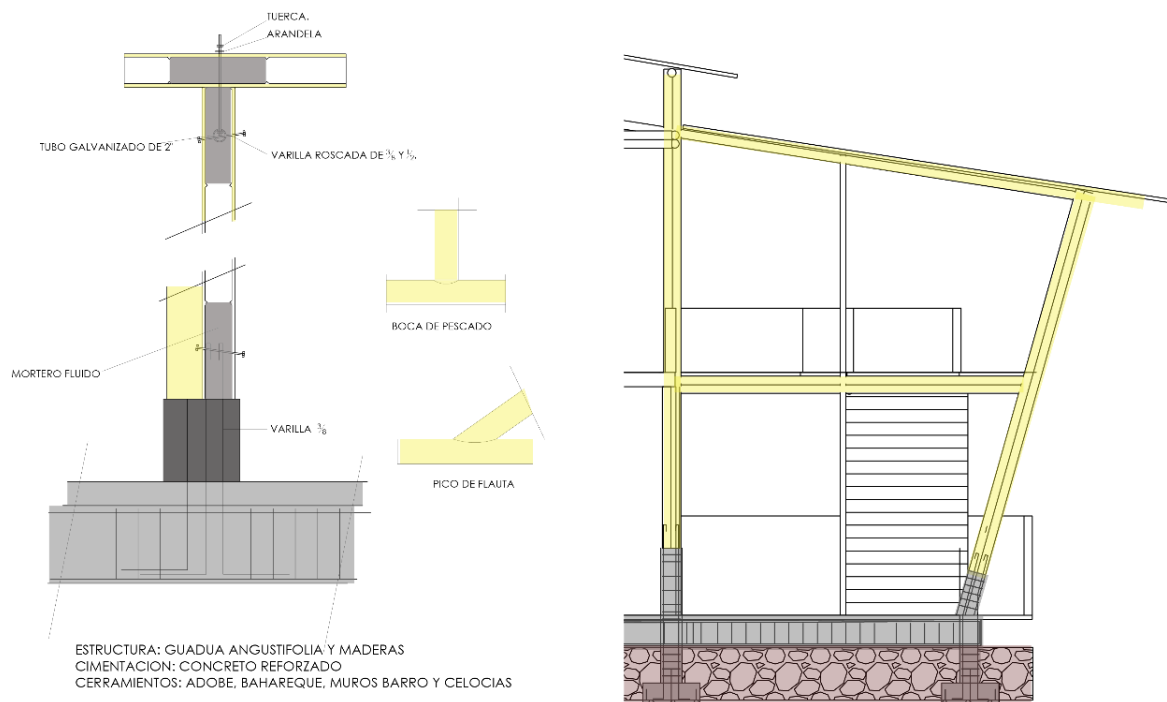 TUERCA.
ARANDELA
TUBO GALVANIZADO DE 2"
VARILLA ROSCADA DE ⅜ Y ½.
BOCA DE PESCADO
MORTERO FLUIDO
VARILLA ⅜
PICO DE FLAUTA
ESTRUCTURA: GUADUA ANGUSTIFOLIA Y MADERAS
CIMENTACION: CONCRETO REFORZADO
CERRAMIENTOS: ADOBE, BAHAREQUE, MUROS BARRO Y CELOCIAS